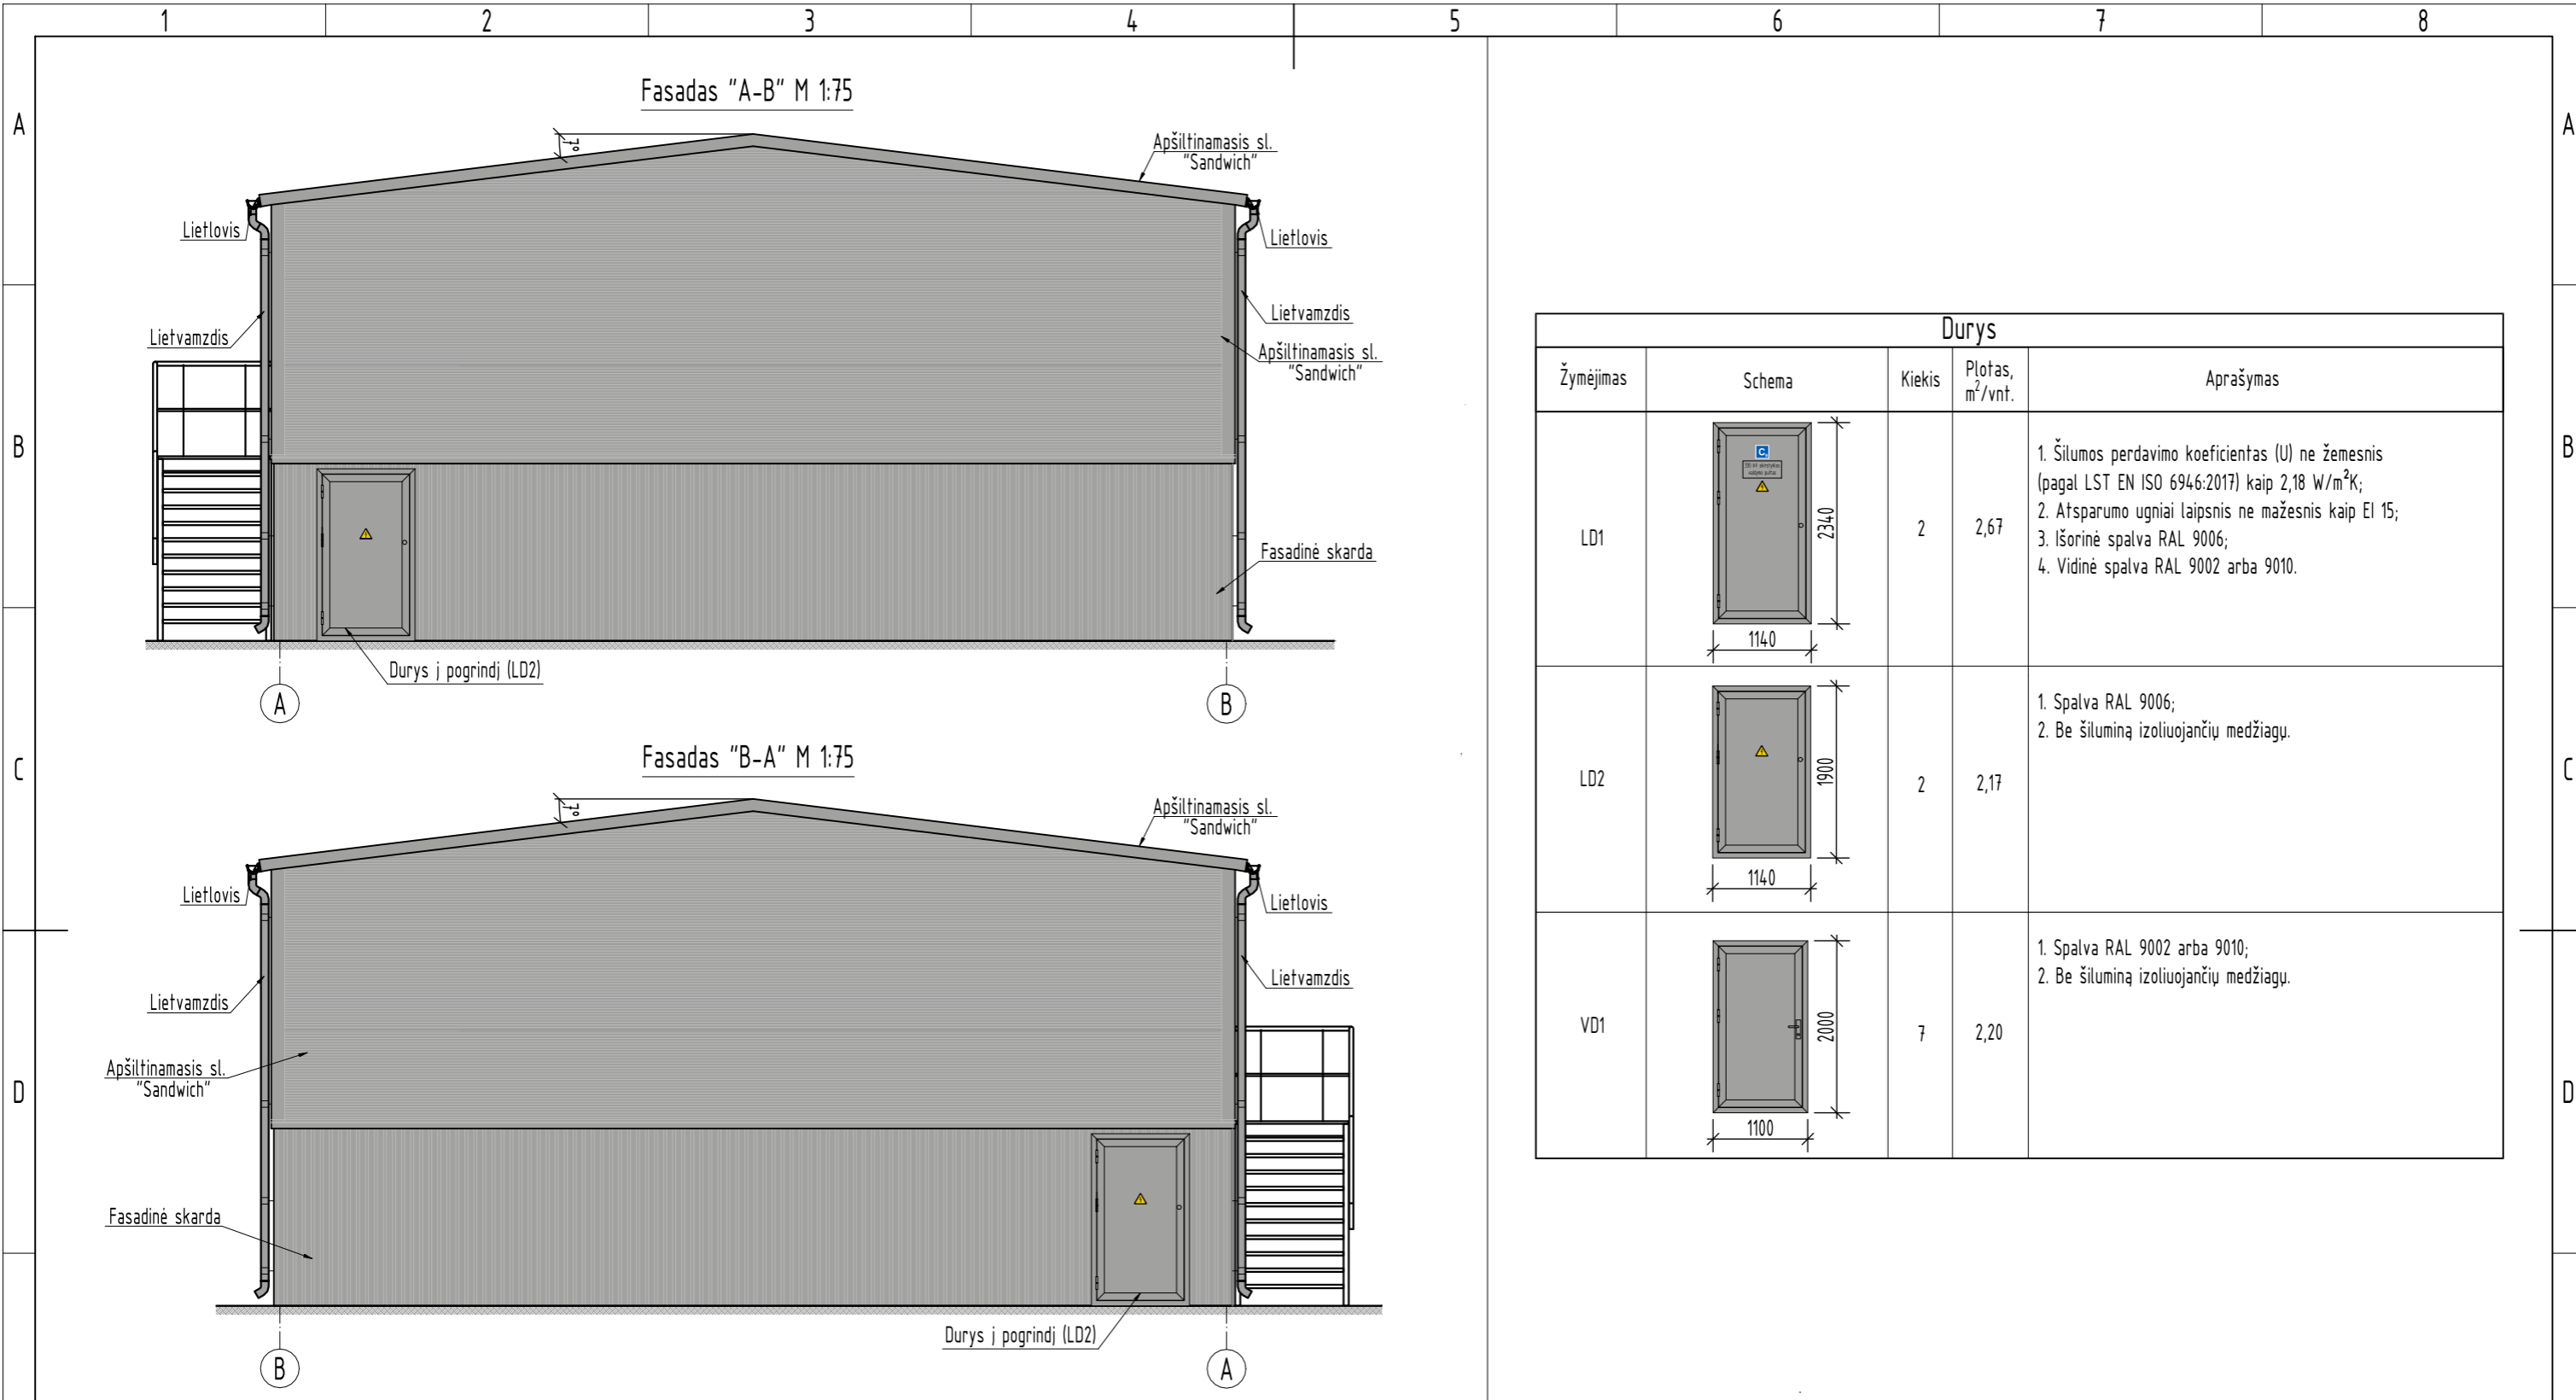 1 2 3 4 5 6 7 8
A
A
B
B
C
C
D
D
Fasadas "A-B" M 1:75
7°
Apšiltinamasis sl.
"Sandwich"
Lietlovis
Lietlovis
Lietvamzdis
Lietvamzdis
Apšiltinamasis sl.
"Sandwich"
Fasadinė skarda
Durys į pogrindį (LD2)
A
B
Fasadas "B-A" M 1:75
7°
Apšiltinamasis sl.
"Sandwich"
Lietlovis
Lietlovis
Lietvamzdis
Lietvamzdis
Apšiltinamasis sl.
"Sandwich"
Fasadinė skarda
Durys į pogrindį (LD2)
B
A
Durys
Žymėjimas Schema Kiekis Plotas, m²/vnt. Aprašymas
LD1
2340
1140
2
2,67
1. Šilumos perdavimo koeficientas (U) ne žemesnis
(pagal LST EN ISO 6946:2017) kaip 2,18 W/m²K;
2. Atsparumo ugniai laipsnis ne mažesnis kaip EI 15;
3. Išorinė spalva RAL 9006;
4. Vidinė spalva RAL 9002 arba 9010.
LD2
1900
1140
2
2,17
1. Spalva RAL 9006;
2. Be šiluminą izoliuojančių medžiagų.
VD1
2000
1100
7
2,20
1. Spalva RAL 9002 arba 9010;
2. Be šiluminą izoliuojančių medžiagų.